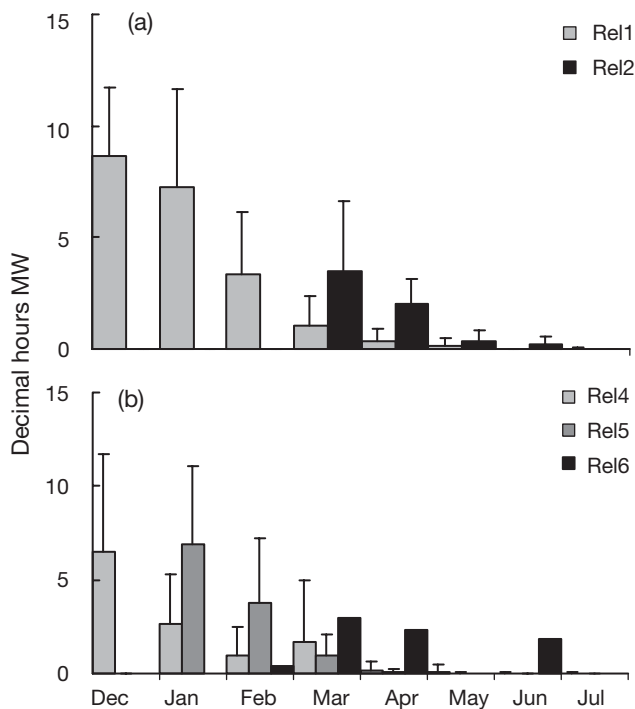 15
(a)
Rel1
Rel2
10
5
0
Decimal hours MW
15
(b)
Rel4
Rel5
Rel6
10
5
0
Dec Jan Feb Mar Apr May Jun Jul